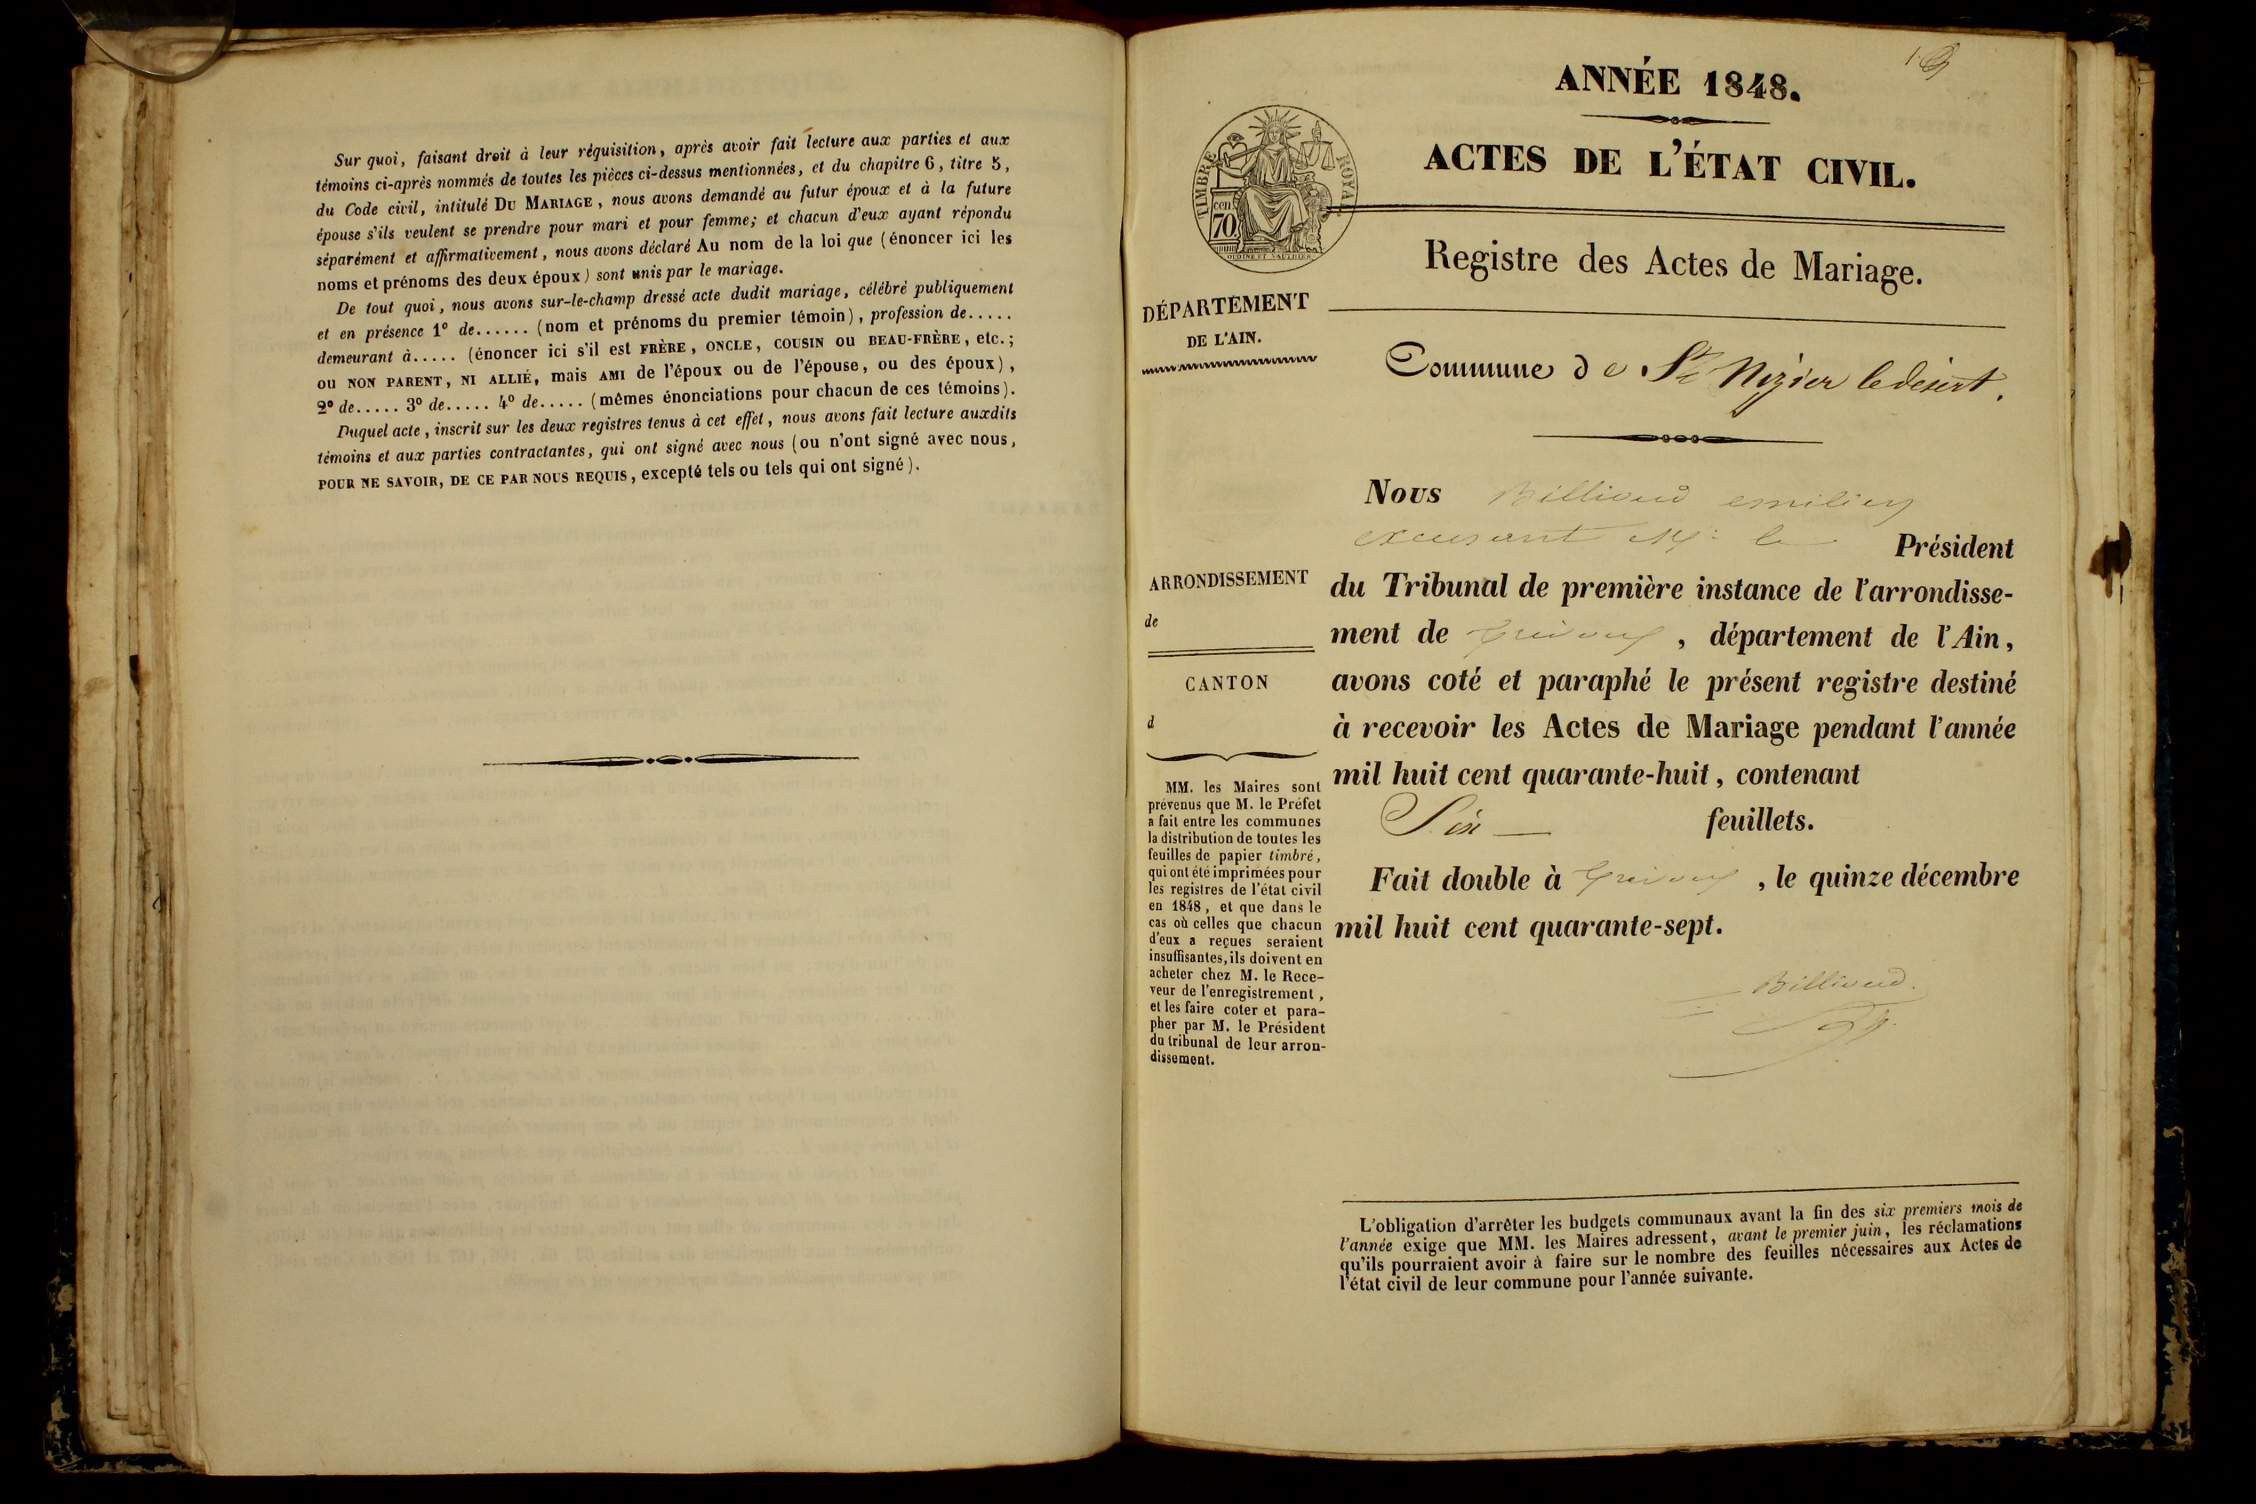 Sur quoi, faisant droit à leur réquisition, après avoir fait lecture aux parties et aux
témoins ci-après nommés de toutes les pièces ci-dessus mentionnées, et du chapitre 6, titre 5,
du Code civil, intitulé DU MARIAGE, nous avons demandé au futur époux et à la future
épouse s'ils veulent se prendre pour mari et pour femme; et chacun d'eux ayant répondu
séparément et affirmativement, nous avons déclaré Au nom de la loi que (énoncer ici les
noms et prénoms des deux époux) sont unis par le mariage.
De tout quoi, nous avons sur-le-champ dressé acte dudit mariage, célébré publiquement
et en présence 1º de...... (nom et prénoms du premier témoin), profession de.....
demeurant à..... (énoncer ici s'il est FRÈRE, ONCLE, COUSIN OU BEAU-FRÈRE, etc.;
OU NON PARENT, NI ALLIÉ, mais AMI de l'époux ou de l'épouse, ou des époux),
2º de..... 3º de..... 4º de..... (mêmes énonciations pour chacun de ces témoins).
Duquel acte, inscrit sur les deux registres tenus à cet effet, nous avons fait lecture auxdits
témoins et aux parties contractantes, qui ont signé avec nous (ou n'ont signé avec nous,
POUR NE SAVOIR, DE CE PAR NOUS REQUIS, excepté tels ou tels qui ont signé).
ANNÉE 1848.
ACTES DE L'ÉTAT CIVIL.
TIMBRE ROYAL
cen.
70
Registre des Actes de Mariage.
DÉPARTEMENT
DE L'AIN.
Commune de St Nizier le désert.
Nous Billioud emilien
excusant Mr. le Président
du Tribunal de première instance de l'arrondisse-
ment de Trévoux, département de l'Ain,
avons coté et paraphé le présent registre destiné
à recevoir les Actes de Mariage pendant l'année
mil huit cent quarante-huit, contenant
Six feuillets.
Fait double à Trévoux, le quinze décembre
mil huit cent quarante-sept.
Billioud.
ARRONDISSEMENT
de
CANTON
d
MM. les Maires sont
prévenus que M. le Préfet
a fait entre les communes
la distribution de toutes les
feuilles de papier timbré,
qui ont été imprimées pour
les registres de l'état civil
en 1848, et que dans le
cas où celles que chacun
d'eux a reçues seraient
insuffisantes, ils doivent en
acheter chez M. le Rece-
veur de l'enregistrement,
et les faire coter et para-
pher par M. le Président
du tribunal de leur arron-
dissement.
L'obligation d'arrêter les budgets communaux avant la fin des six premiers mois de
l'année exige que MM. les Maires adressent, avant le premier juin, les réclamations
qu'ils pourraient avoir à faire sur le nombre des feuilles nécessaires aux Actes de
l'état civil de leur commune pour l'année suivante.